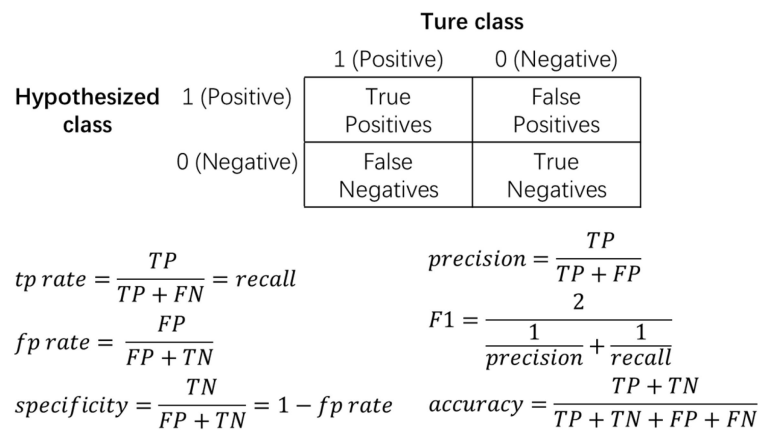 Ture class
1 (Positive) 0 (Negative)
Hypothesized class 1 (Positive) True Positives False Positives
0 (Negative) False Negatives True Negatives
tp rate = TP / (TP + FN) = recall
precision = TP / (TP + FP)
fp rate = FP / (FP + TN)
F1 = 2 / (1/precision + 1/recall)
specificity = TN / (FP + TN) = 1 − fp rate
accuracy = (TP + TN) / (TP + TN + FP + FN)